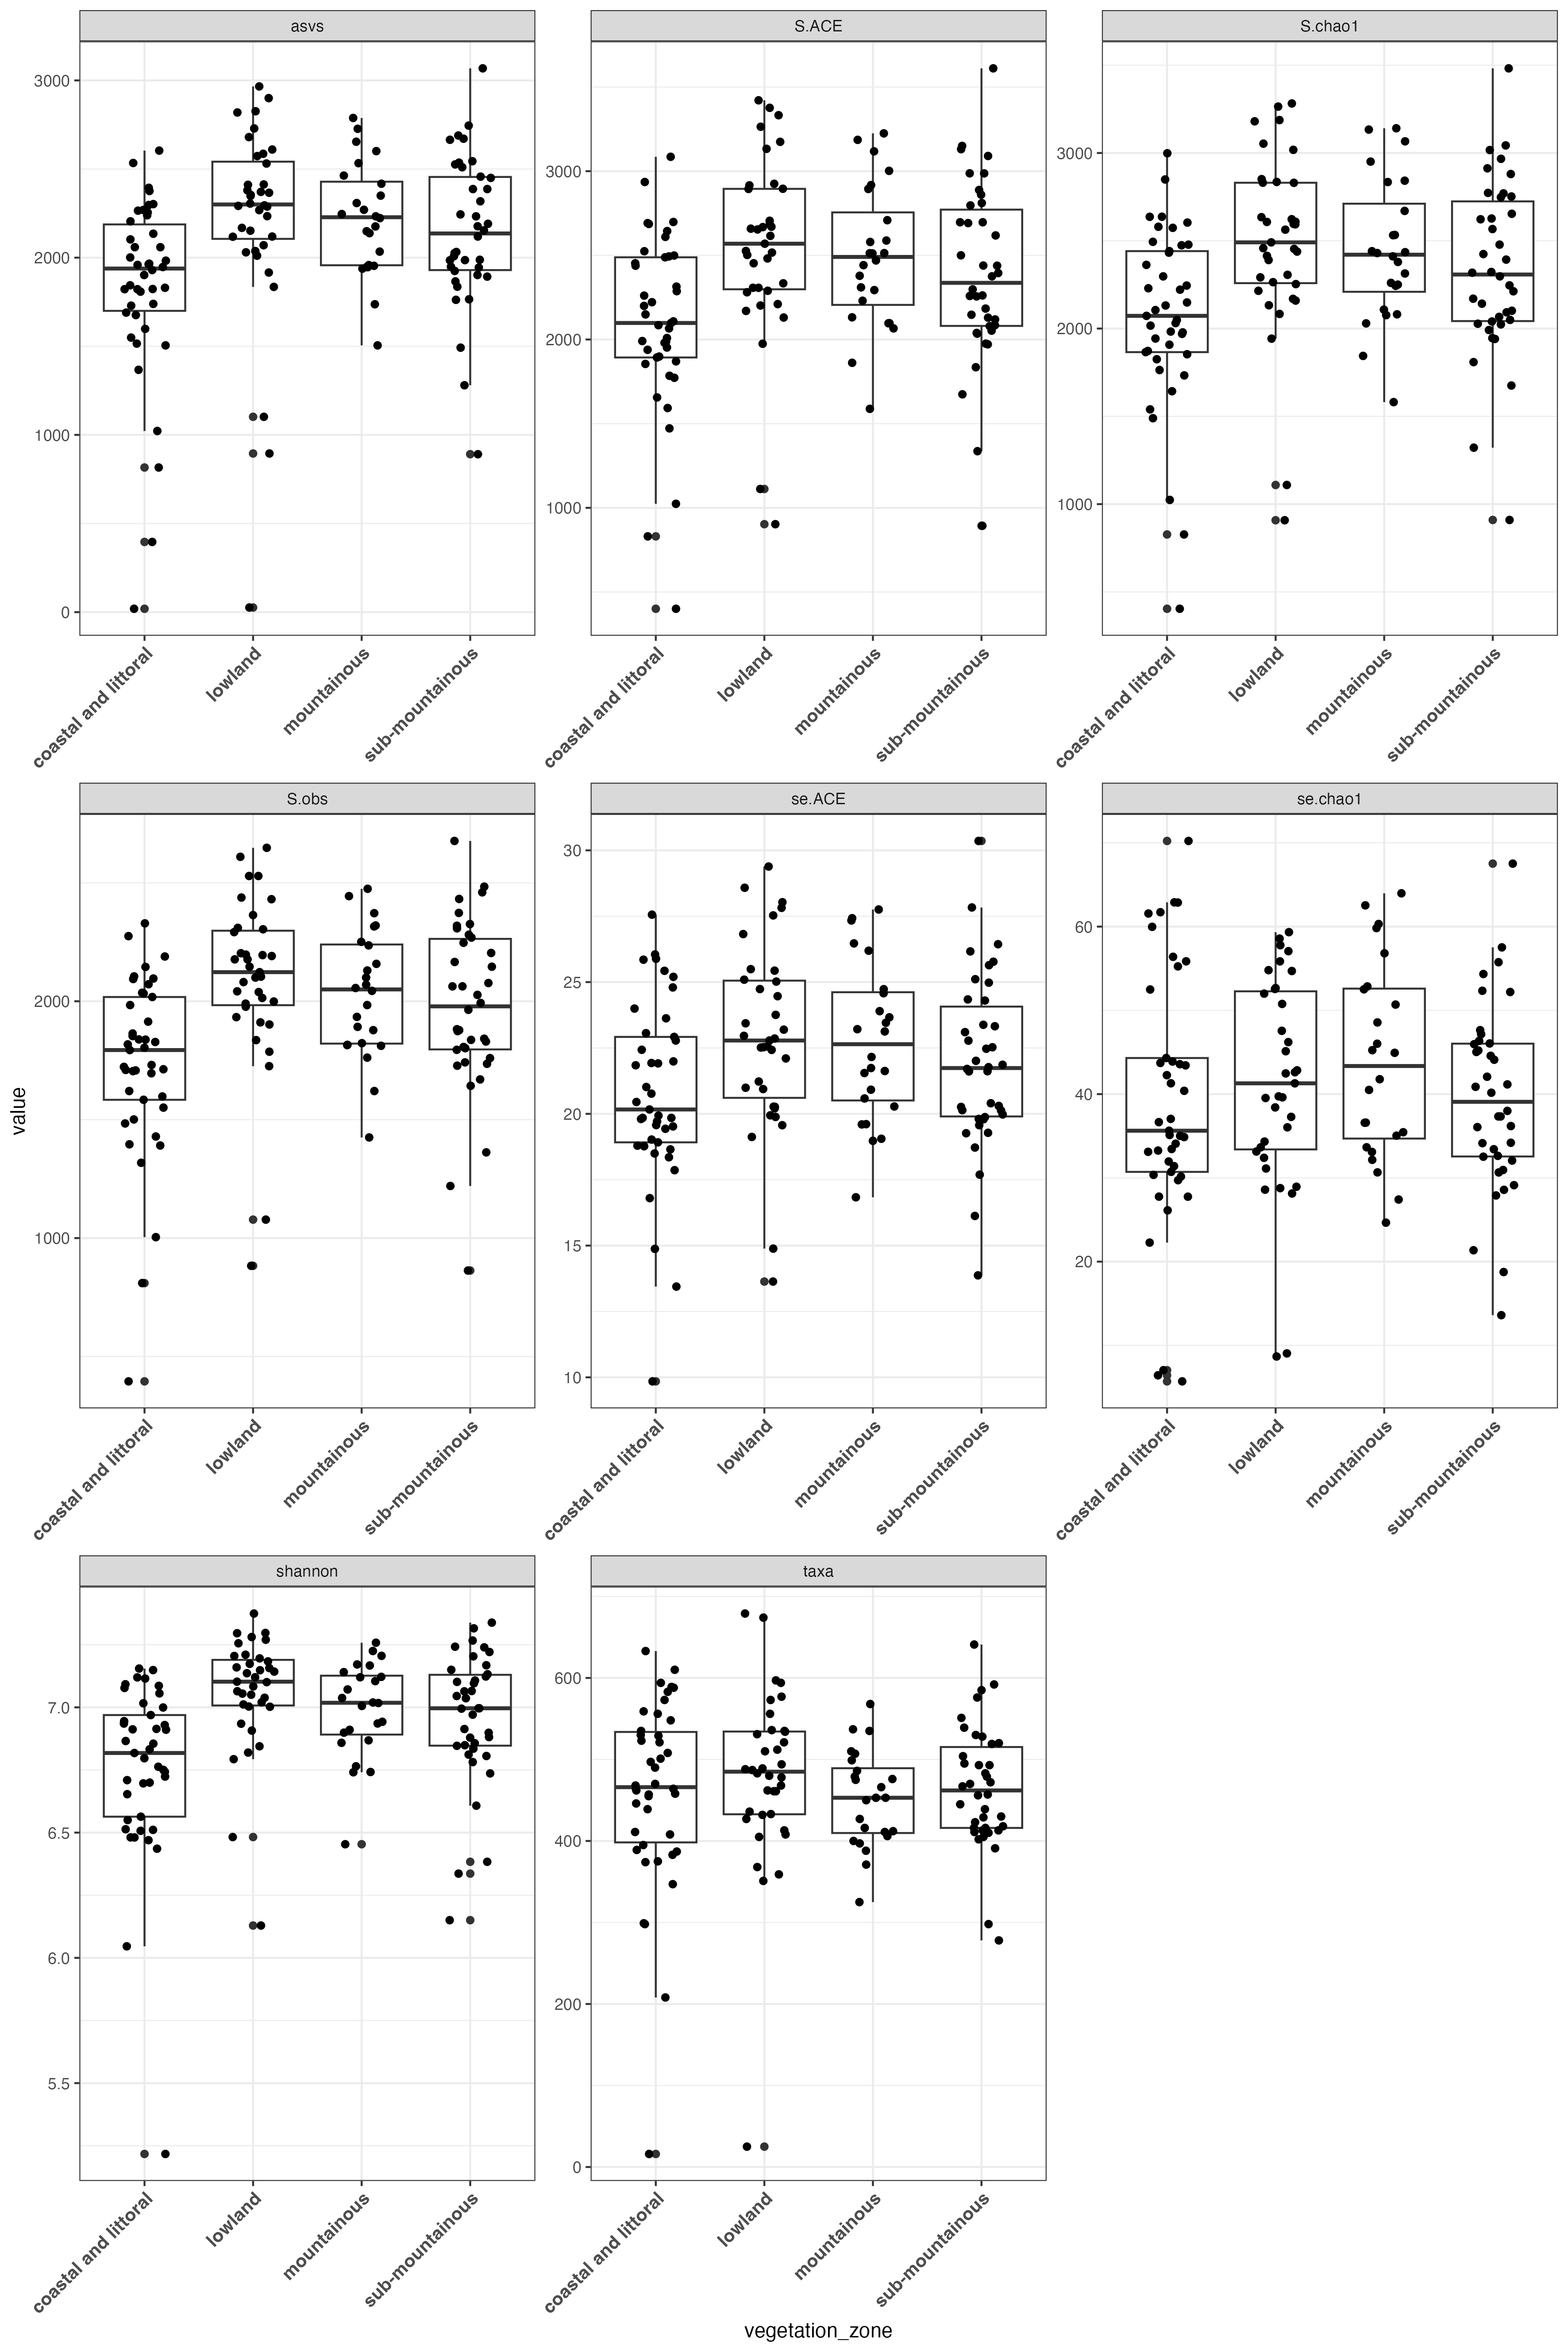 asvs
S.ACE
S.chao1
3000
2000
1000
0
3000
2000
1000
3000
2000
1000
coastal and littoral
lowland
mountainous
sub-mountainous
coastal and littoral
lowland
mountainous
sub-mountainous
coastal and littoral
lowland
mountainous
sub-mountainous
S.obs
se.ACE
se.chao1
value
2000
1000
30
25
20
15
10
60
40
20
coastal and littoral
lowland
mountainous
sub-mountainous
coastal and littoral
lowland
mountainous
sub-mountainous
coastal and littoral
lowland
mountainous
sub-mountainous
shannon
taxa
7.0
6.5
6.0
5.5
600
400
200
0
coastal and littoral
lowland
mountainous
sub-mountainous
coastal and littoral
lowland
mountainous
sub-mountainous
vegetation_zone